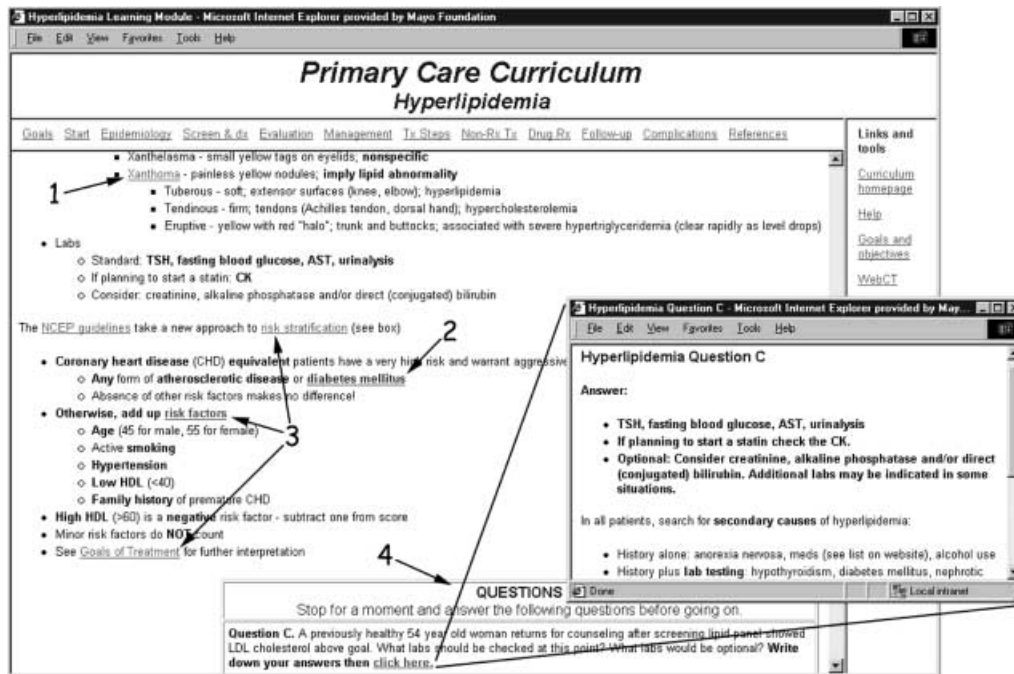 Hyperlipidemia Learning Module - Microsoft Internet Explorer provided by Mayo Foundation
File Edit View Favorites Tools Help
Primary Care Curriculum
Hyperlipidemia
Goals Start Epidemiology Screen & dx Evaluation Management Tx Steps Non-Rx Tx Drug Rx Follow-up Complications References
Links and
tools
Curriculum
homepage
Help
Goals and
objectives
WebCT
Xanthelasma - small yellow tags on eyelids; nonspecific
1
Xanthoma - painless yellow nodules; imply lipid abnormality
Tuberous - soft; extensor surfaces (knee, elbow); hyperlipidemia
Tendinous - firm; tendons (Achilles tendon, dorsal hand); hypercholesterolemia
Eruptive - yellow with red "halo"; trunk and buttocks; associated with severe hypertriglyceridemia (clear rapidly as level drops)
Labs
Standard: TSH, fasting blood glucose, AST, urinalysis
If planning to start a statin: CK
Consider: creatinine, alkaline phosphatase and/or direct (conjugated) bilirubin
The NCEP guidelines take a new approach to risk stratification (see box)
2
Coronary heart disease (CHD) equivalent patients have a very high risk and warrant aggressive
Any form of atherosclerotic disease or diabetes mellitus
Absence of other risk factors makes no difference!
Otherwise, add up risk factors
3
Age (45 for male, 55 for female)
Active smoking
Hypertension
Low HDL (<40)
Family history of premature CHD
High HDL (>60) is a negative risk factor - subtract one from score
Minor risk factors do NOT count
See Goals of Treatment for further interpretation
4
QUESTIONS
Stop for a moment and answer the following questions before going on.
Question C. A previously healthy 54 year old woman returns for counseling after screening lipid panel showed
LDL cholesterol above goal. What labs should be checked at this point? What labs would be optional? Write
down your answers then click here.
Hyperlipidemia Question C - Microsoft Internet Explorer provided by May...
File Edit View Favorites Tools Help
Hyperlipidemia Question C
Answer:
TSH, fasting blood glucose, AST, urinalysis
If planning to start a statin check the CK.
Optional: Consider creatinine, alkaline phosphatase and/or direct
(conjugated) bilirubin. Additional labs may be indicated in some
situations.
In all patients, search for secondary causes of hyperlipidemia:
History alone: anorexia nervosa, meds (see list on website), alcohol use
History plus lab testing: hypothyroidism, diabetes mellitus, nephrotic
Done
Local intranet